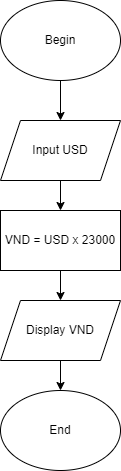 Begin
Input USD
VND = USD x 23000
Display VND
End